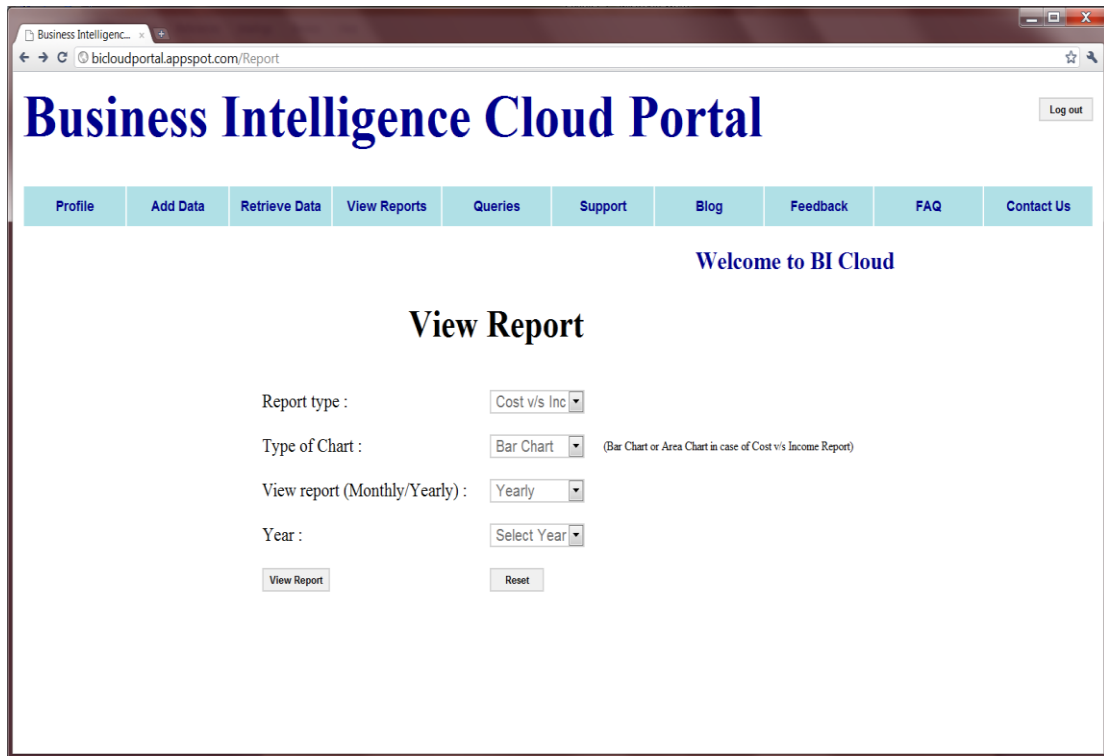 Business Intelligenc...
bicloudportal.appspot.com/Report
Business Intelligence Cloud Portal
Log out
Profile Add Data Retrieve Data View Reports Queries Support Blog Feedback FAQ Contact Us
Welcome to BI Cloud
View Report
Report type : Cost v/s Inc
Type of Chart : Bar Chart (Bar Chart or Area Chart in case of Cost v/s Income Report)
View report (Monthly/Yearly) : Yearly
Year : Select Year
View Report Reset